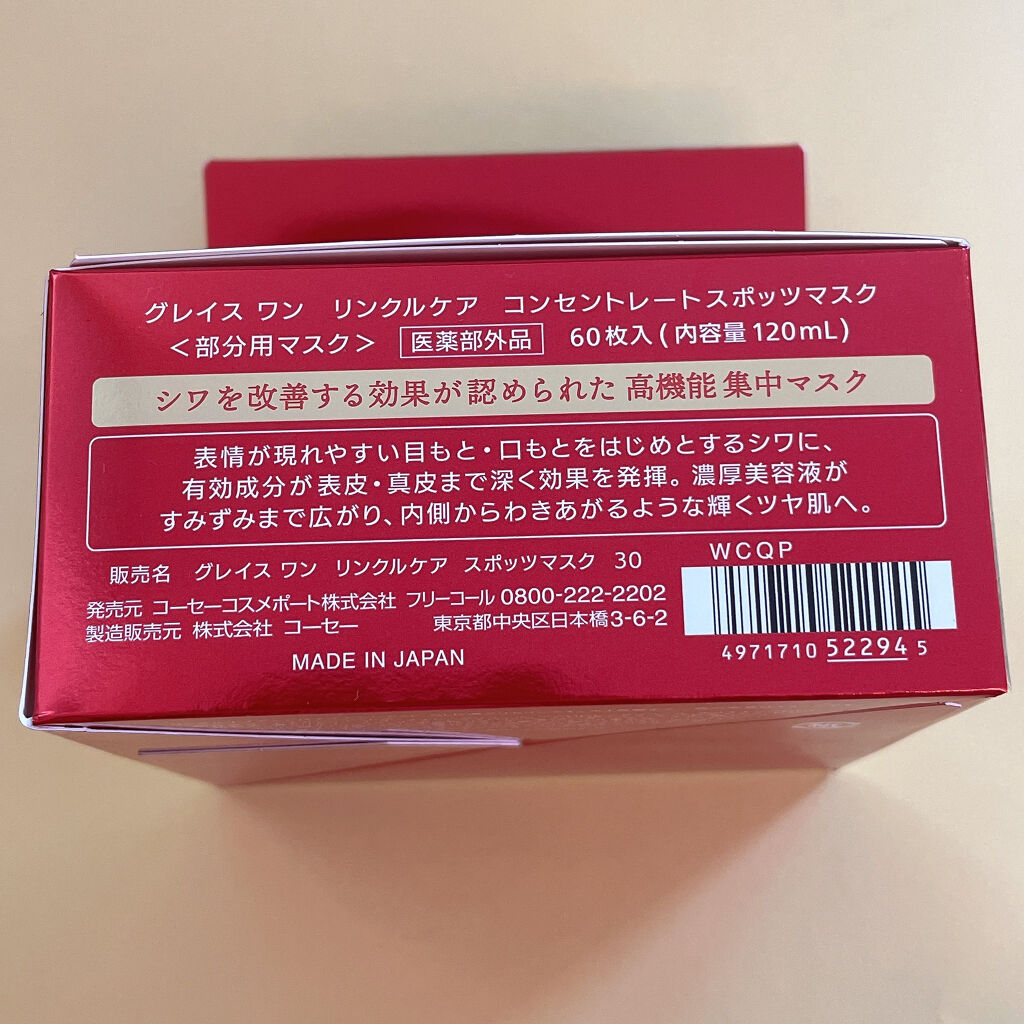 グレイス ワン リンクルケア コンセントレートスポッツマスク
＜部分用マスク＞ 医薬部外品 60枚入(内容量120mL)
シワを改善する効果が認められた 高機能集中マスク
表情が現れやすい目もと・口もとをはじめとするシワに、
有効成分が表皮・真皮まで深く効果を発揮。濃厚美容液が
すみずみまで広がり、内側からわきあがるような輝くツヤ肌へ。
WCQP
販売名 グレイス ワン リンクルケア スポッツマスク 30
発売元 コーセーコスメポート株式会社 フリーコール 0800-222-2202
製造販売元 株式会社 コーセー 東京都中央区日本橋3-6-2
4971710 52294 5
MADE IN JAPAN